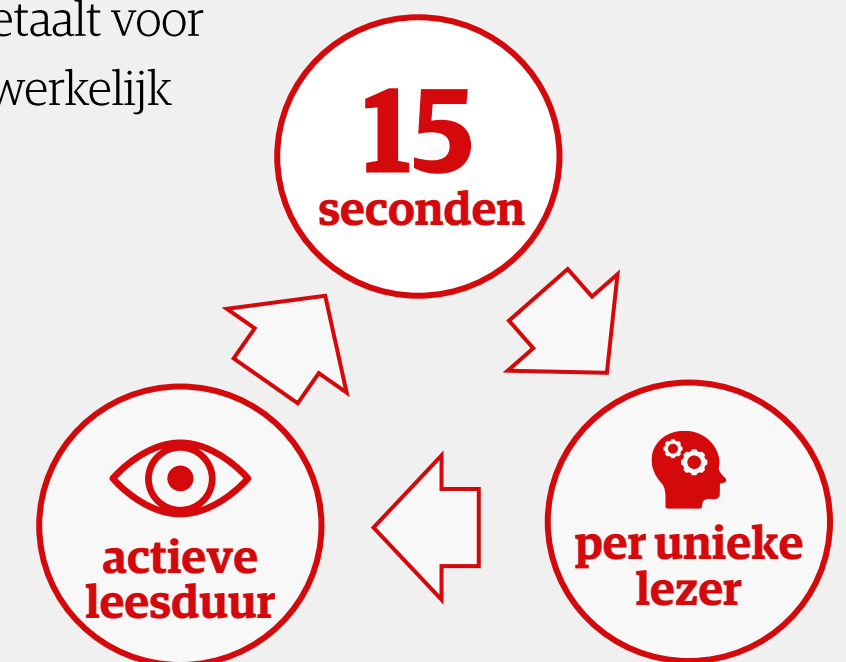 etaalt voor
werkelijk
15
seconden
per unieke
lezer
actieve
leesduur